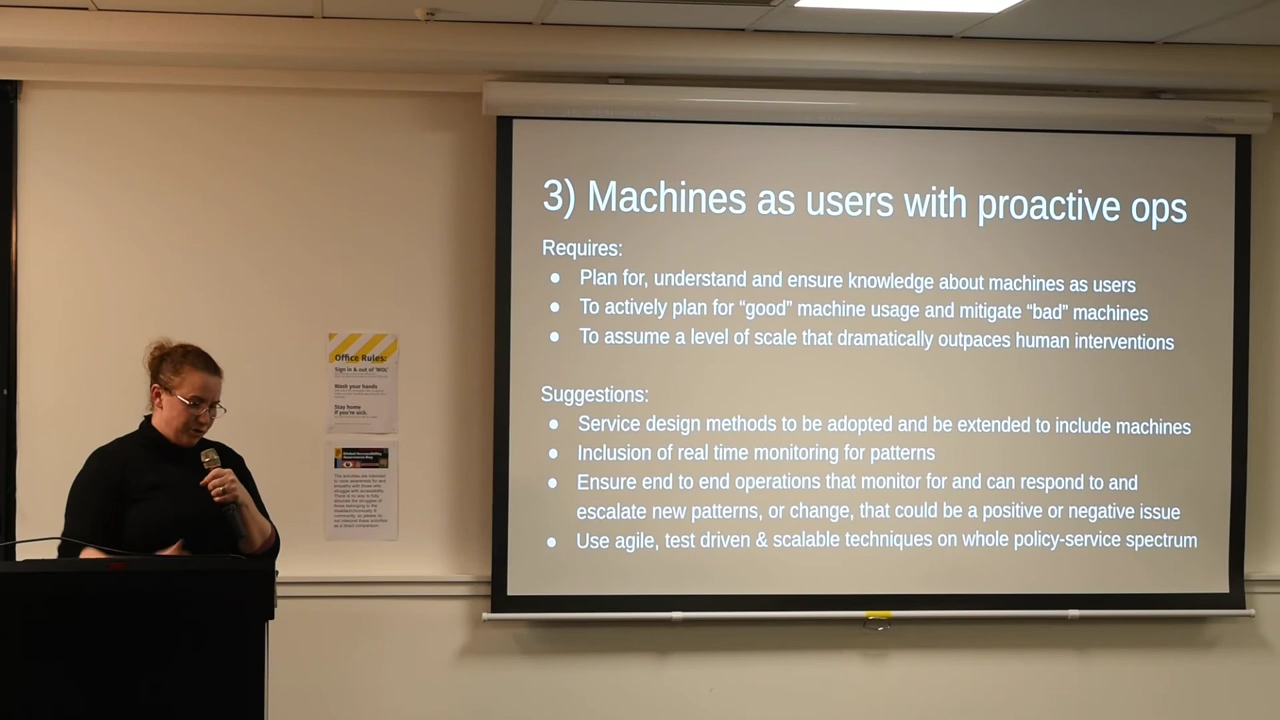 3) Machines as users with proactive ops
Requires:
● Plan for, understand and ensure knowledge about machines as users
● To actively plan for “good” machine usage and mitigate “bad” machines
● To assume a level of scale that dramatically outpaces human interventions
Suggestions:
● Service design methods to be adopted and be extended to include machines
● Inclusion of real time monitoring for patterns
● Ensure end to end operations that monitor for and can respond to and
escalate new patterns, or change, that could be a positive or negative issue
● Use agile, test driven & scalable techniques on whole policy-service spectrum
Office Rules:
Sign in & out of 'WOL'
Wash your hands
Stay home
if you're sick.
Global Accessibility
Awareness Day